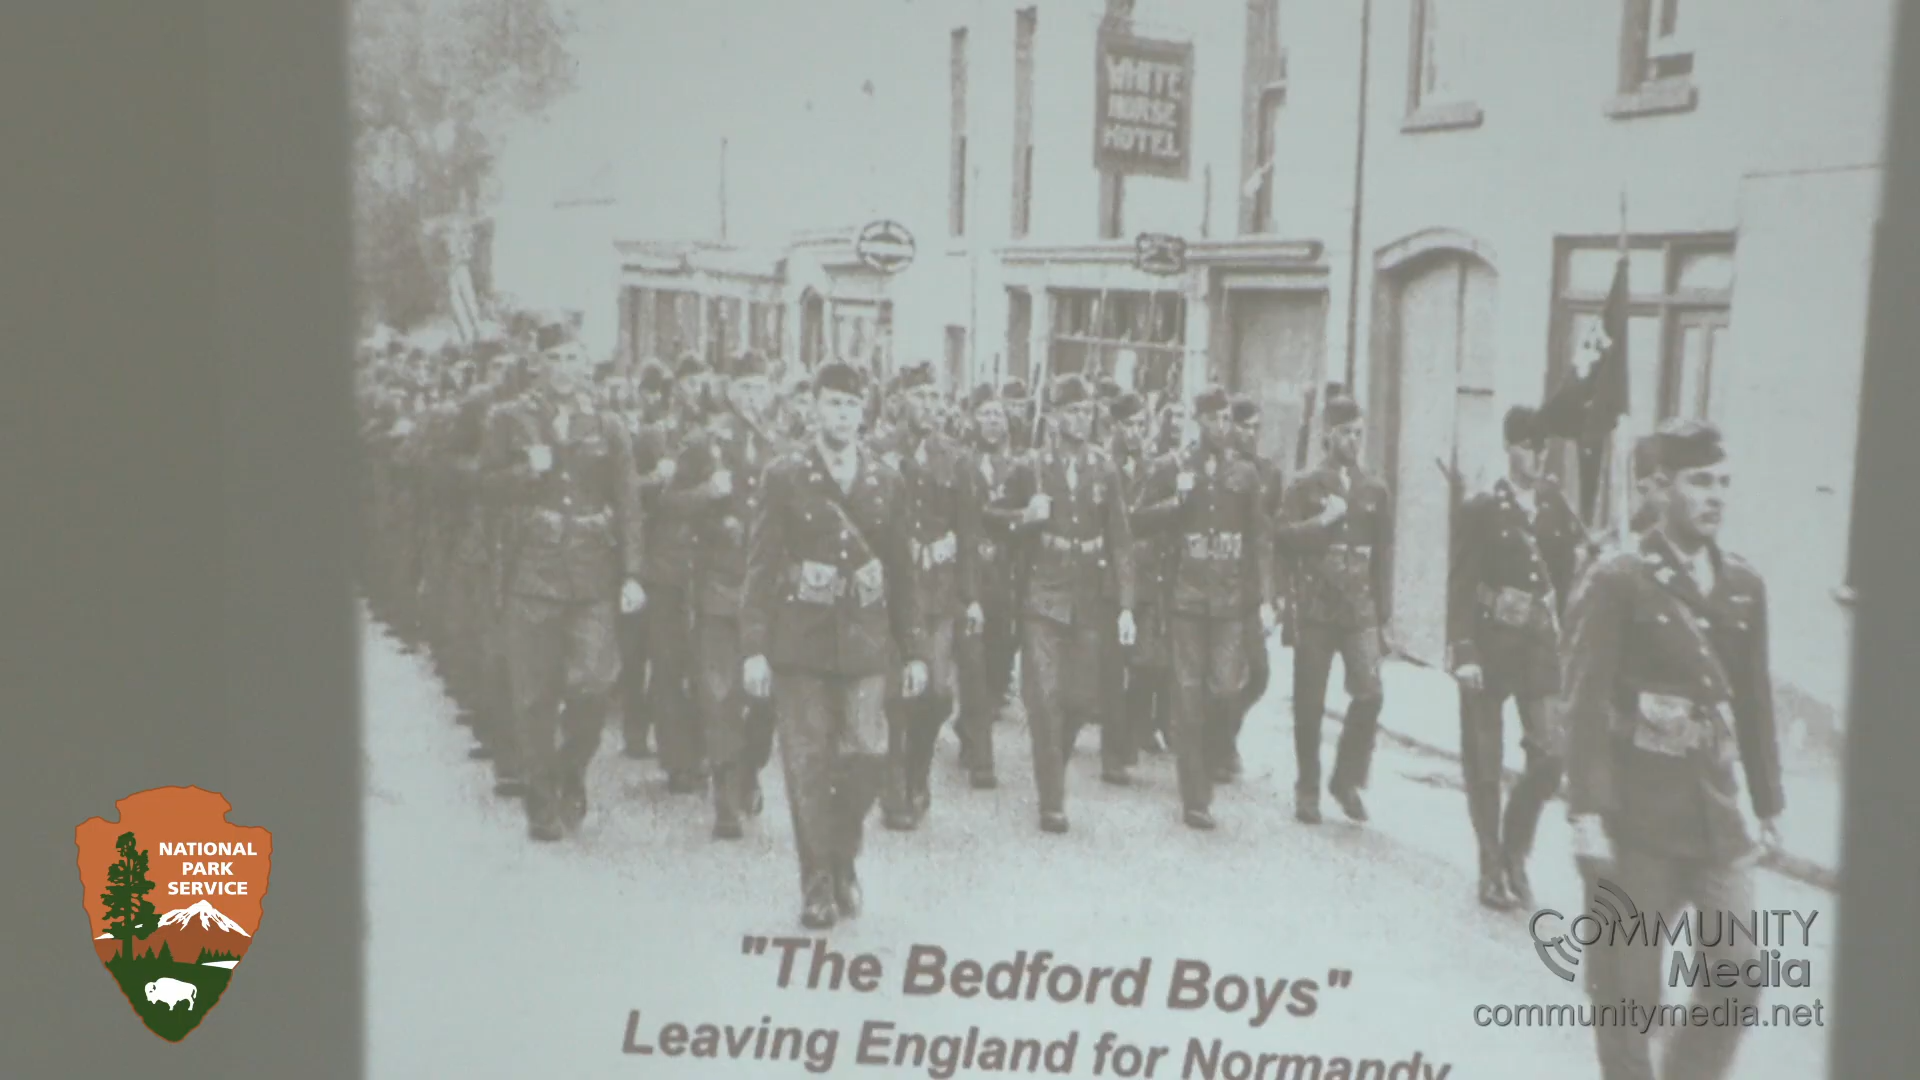 WHITE
HORSE
HOTEL
"The Bedford Boys"
Leaving England for Normandy
NATIONAL
PARK
SERVICE
COMMUNITY
Media
communitymedia.net